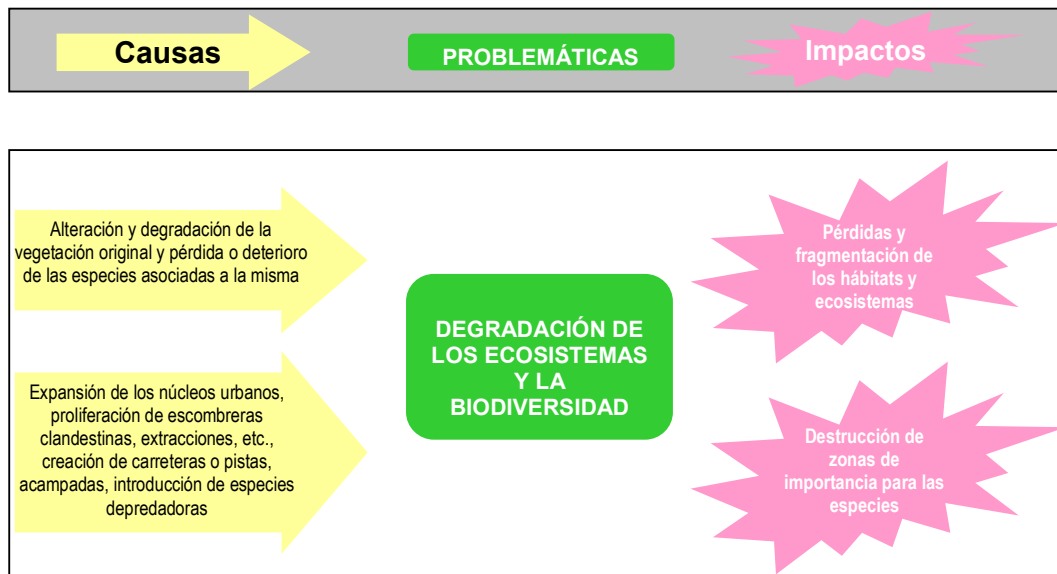 Causas
PROBLEMÁTICAS
Impactos
Alteración y degradación de la
vegetación original y pérdida o deterioro
de las especies asociadas a la misma
Expansión de los núcleos urbanos,
proliferación de escombreras
clandestinas, extracciones, etc.,
creación de carreteras o pistas,
acampadas, introducción de especies
depredadoras
DEGRADACIÓN DE
LOS ECOSISTEMAS
Y LA
BIODIVERSIDAD
Pérdidas y
fragmentación de
los hábitats y
ecosistemas
Destrucción de
zonas de
importancia para las
especies